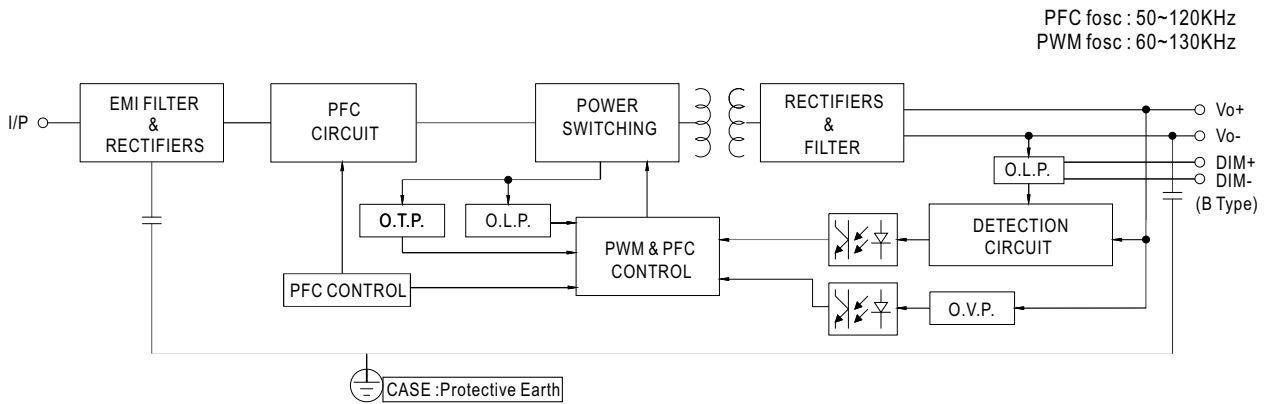 PFC fosc : 50~120KHz
PWM fosc : 60~130KHz
I/P
EMI FILTER
&
RECTIFIERS
PFC
CIRCUIT
POWER
SWITCHING
RECTIFIERS
&
FILTER
Vo+
Vo-
DIM+
DIM-
(B Type)
O.L.P.
O.T.P.
O.L.P.
DETECTION
CIRCUIT
PWM & PFC
CONTROL
PFC CONTROL
O.V.P.
CASE :Protective Earth